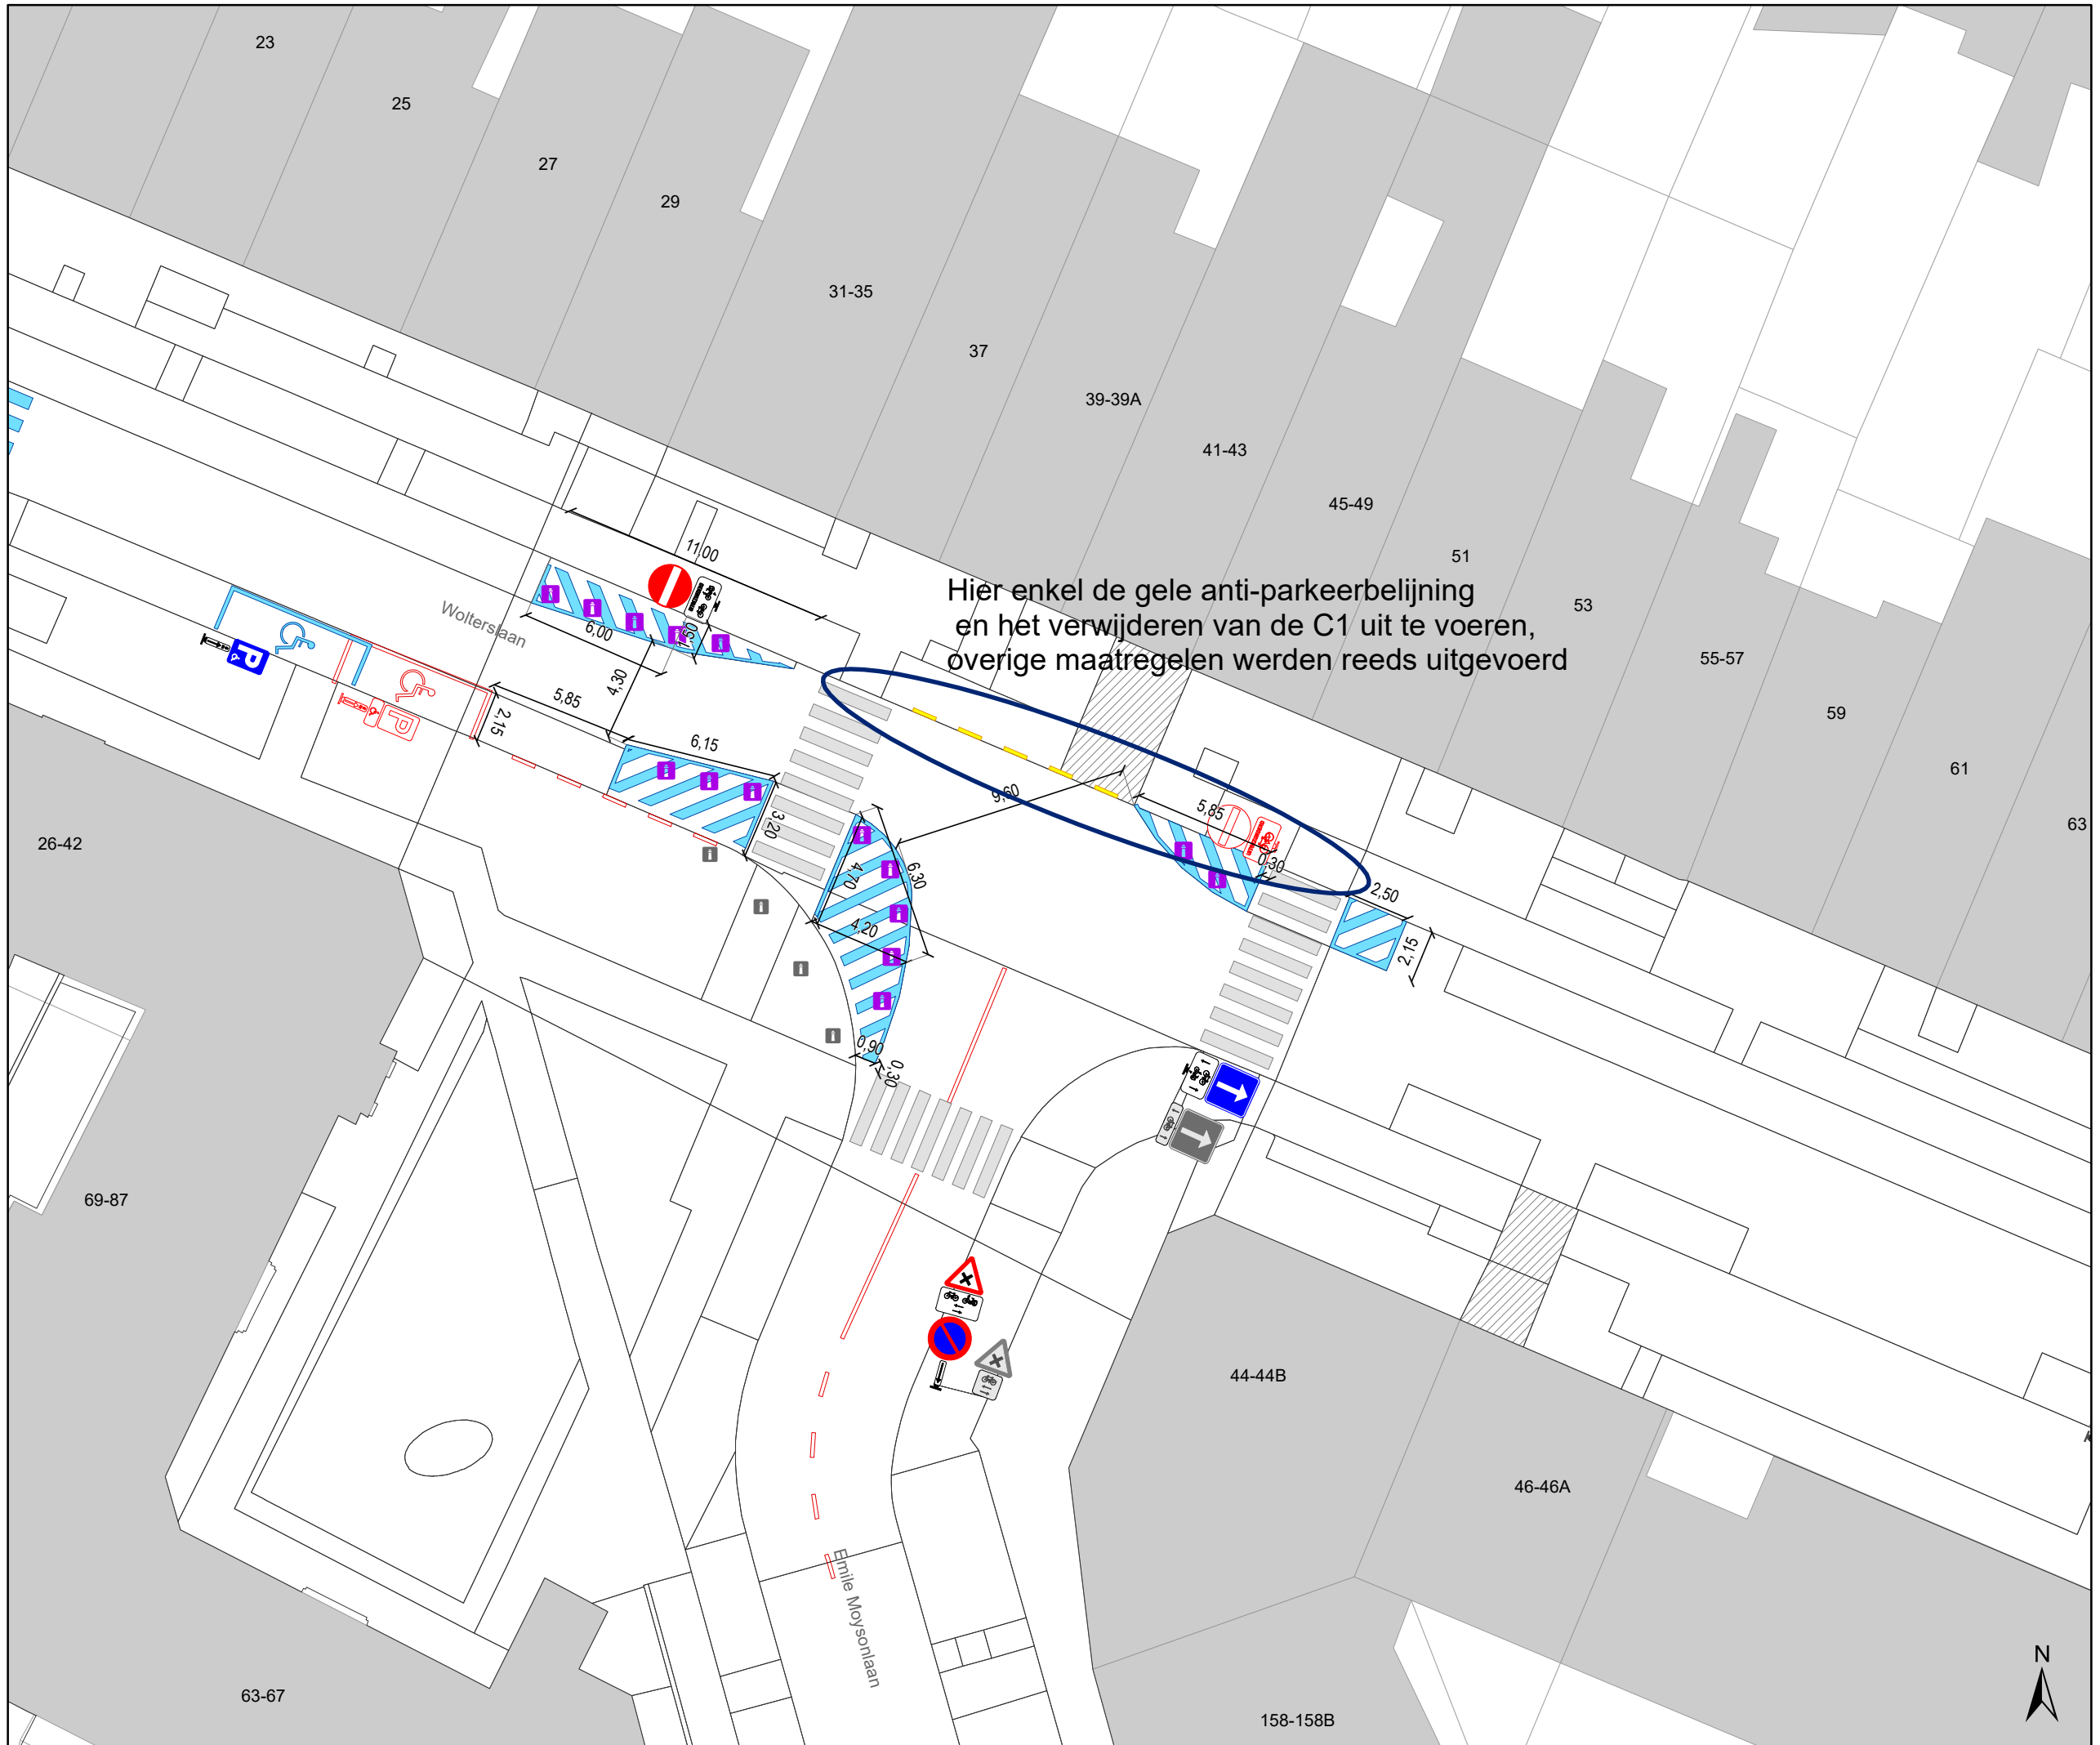 23
25
27
29
31-35
37
39-39A
41-43
45-49
51
53
55-57
59
61
63
Hier enkel de gele anti-parkeerbelijning
en het verwijderen van de C1 uit te voeren,
overige maatregelen werden reeds uitgevoerd
Wolterslaan
11,00
6,00
1,50
4,30
5,85
2,15
6,15
3,20
P
P
9,60
5,85
0,30
2,50
2,15
4,70
6,30
4,20
0,90
0,30
26-42
69-87
63-67
44-44B
46-46A
158-158B
Emile Moysonlaan
N